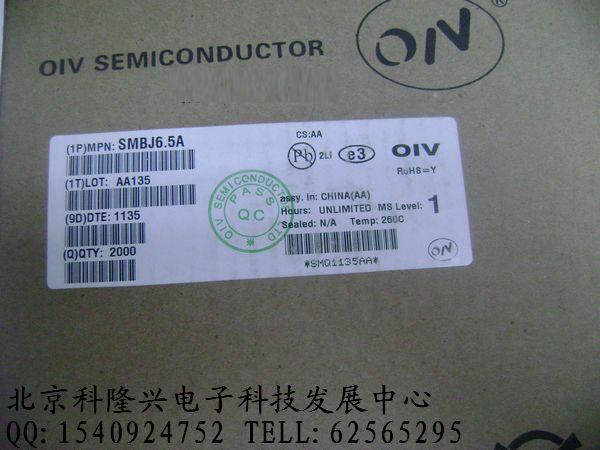 OIV SEMICONDUCTOR
OIV
CS:AA
(1P)MPN: SMBJ6.5A
Pb 2LI e3 OIV
RoHS=Y
(1T)LOT: AA135
OIV SEMICONDUCTOR LTD
PASS
QC
assy. In: CHINA(AA)
Hours: UNLIMITED MS Level: 1
Sealed: N/A Temp: 260C
(9D)DTE: 1135
(Q)QTY: 2000
*SMQ1135AA*
OIV
北京科隆兴电子科技发展中心
QQ: 1540924752 TELL: 62565295